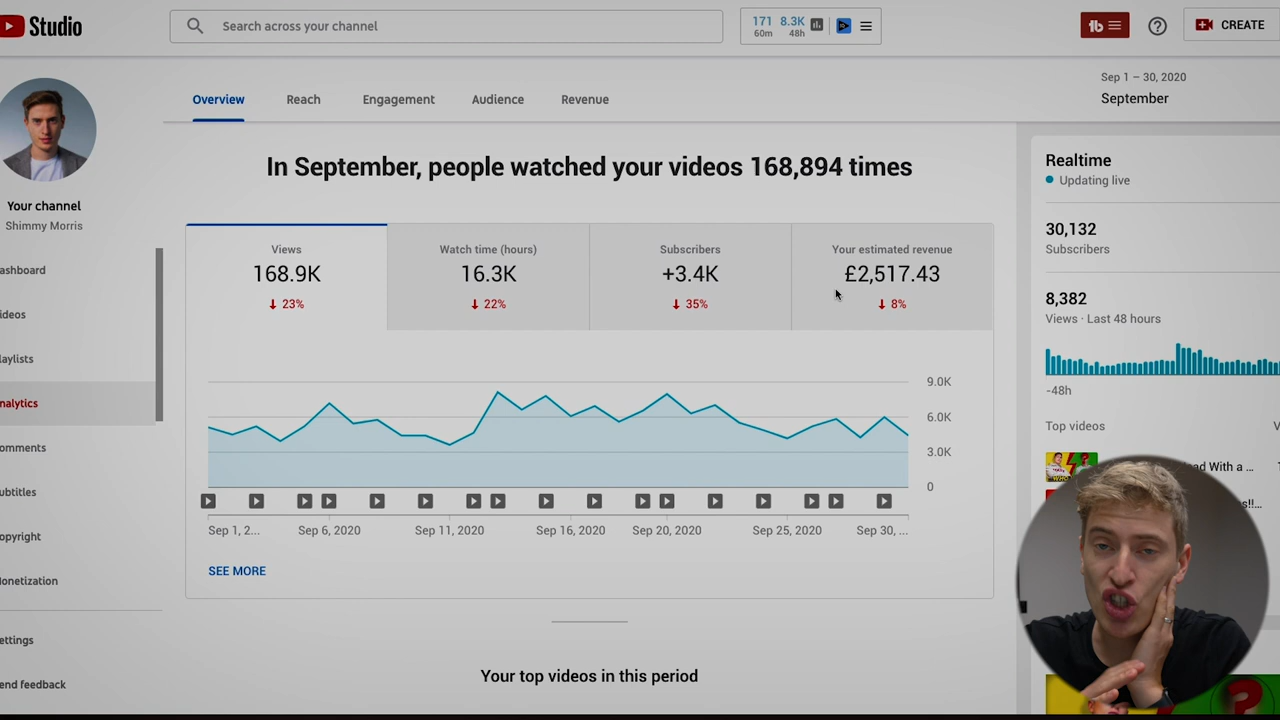 Studio
Search across your channel
171 8.3K
60m 48h
CREATE
Overview
Reach
Engagement
Audience
Revenue
Sep 1 – 30, 2020
September
In September, people watched your videos 168,894 times
Your channel
Shimmy Morris
ashboard
ideos
laylists
nalytics
omments
ubtitles
opyright
onetization
ettings
end feedback
Views
168.9K
23%
Watch time (hours)
16.3K
22%
Subscribers
+3.4K
35%
Your estimated revenue
£2,517.43
8%
9.0K
6.0K
3.0K
0
Sep 1, 2...
Sep 6, 2020
Sep 11, 2020
Sep 16, 2020
Sep 20, 2020
Sep 25, 2020
Sep 30, ...
SEE MORE
Your top videos in this period
Realtime
Updating live
30,132
Subscribers
8,382
Views · Last 48 hours
-48h
Top videos
With a ...